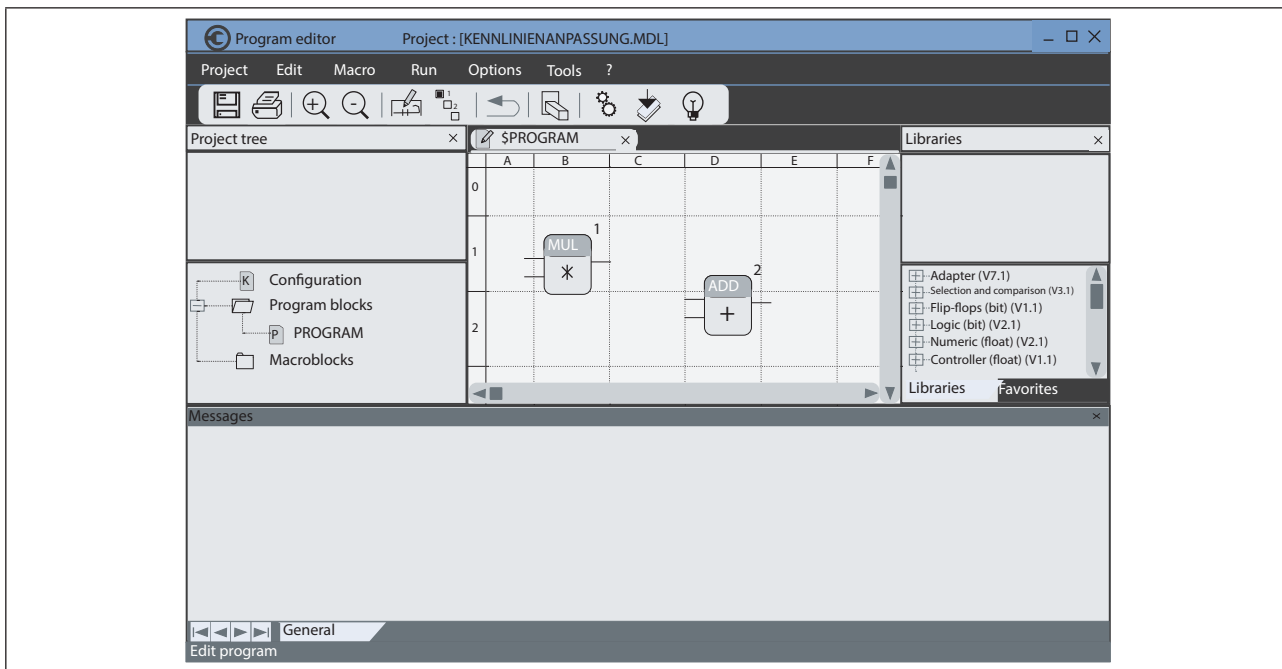 Program editor Project : [KENNLINIENANPASSUNG.MDL]
Project Edit Macro Run Options Tools ?
1
2
Project tree
$PROGRAM
Libraries
A B C D E F
0
1
2
MUL
1
*
ADD
2
+
K Configuration
Program blocks
P PROGRAM
Macroblocks
Adapter (V7.1)
Selection and comparison (V3.1)
Flip-flops (bit) (V1.1)
Logic (bit) (V2.1)
Numeric (float) (V2.1)
Controller (float) (V1.1)
Libraries Favorites
Messages
General
Edit program